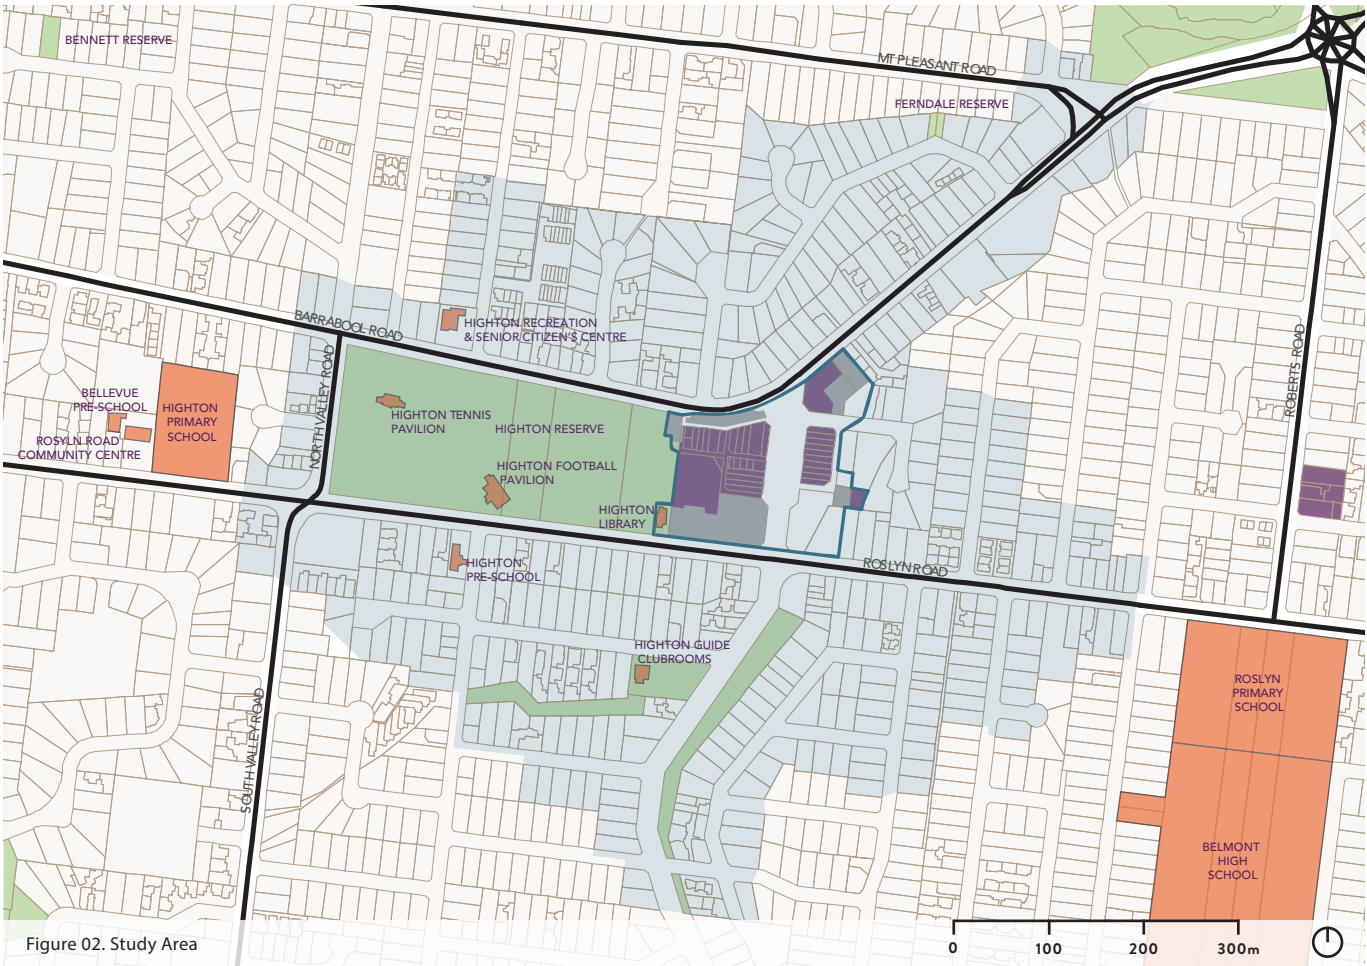 BENNETT RESERVE
MT PLEASANT ROAD
FERNDALE RESERVE
BARRABOOL ROAD
HIGHTON RECREATION
& SENIOR CITIZEN'S CENTRE
NORTH VALLEY ROAD
ROBERTS ROAD
BELLEVUE
PRE-SCHOOL
HIGHTON
PRIMARY
SCHOOL
ROSYLN ROAD
COMMUNITY CENTRE
HIGHTON TENNIS
PAVILION
HIGHTON RESERVE
HIGHTON FOOTBALL
PAVILION
HIGHTON
LIBRARY
HIGHTON
PRE-SCHOOL
ROSLYN ROAD
HIGHTON GUIDE
CLUBROOMS
SOUTH VALLEY ROAD
ROSLYN
PRIMARY
SCHOOL
BELMONT
HIGH
SCHOOL
Figure 02. Study Area
0 100 200 300m